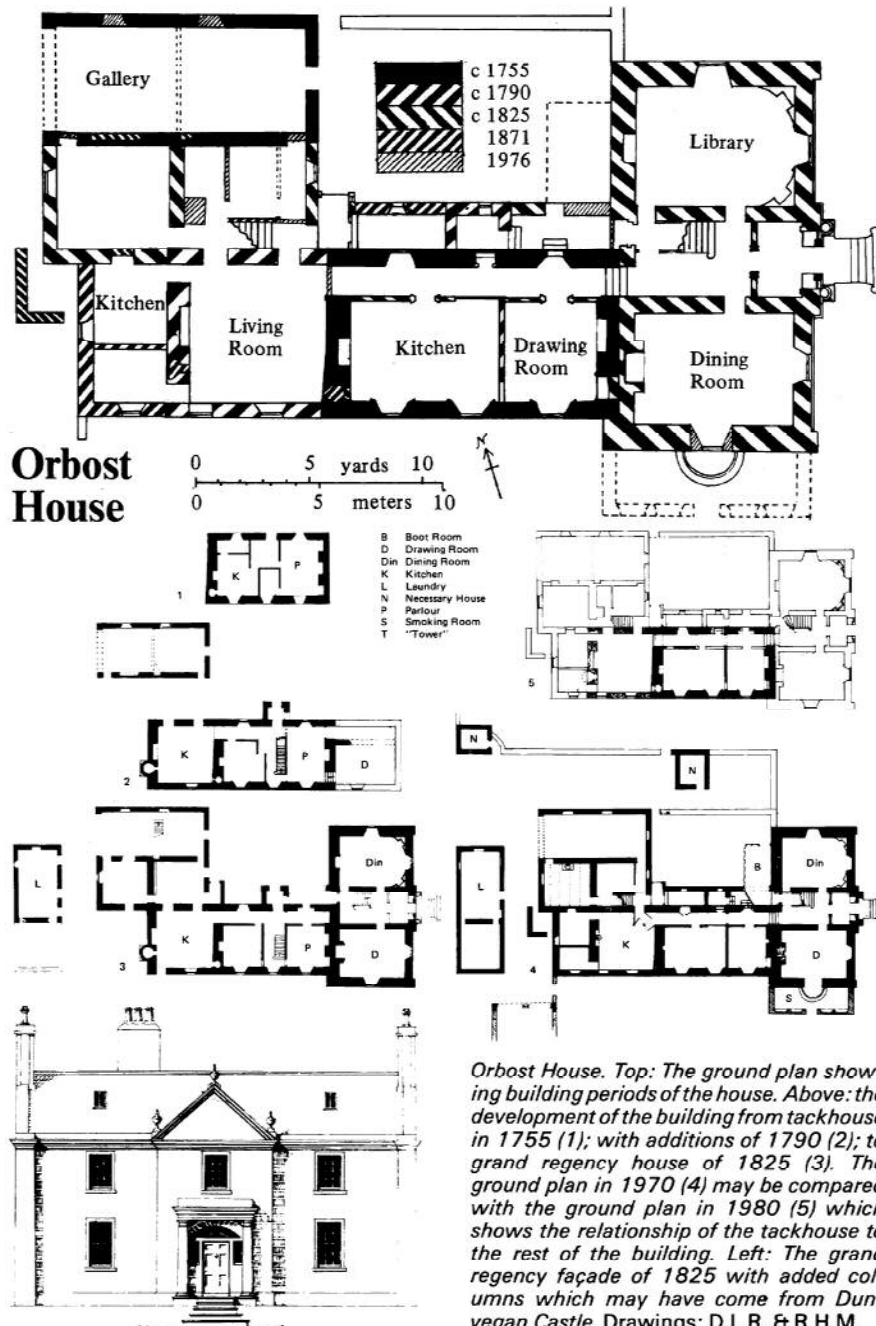 Gallery
c 1755
c 1790
c 1825
1871
1976
Library
Kitchen
Living
Room
Kitchen
Drawing
Room
Dining
Room
Orbost
House
0 5 yards 10
0 5 meters 10
N
B Boot Room
D Drawing Room
Din Dining Room
K Kitchen
L Laundry
N Necessary House
P Parlour
S Smoking Room
T "Tower"
K
P
1
5
K
P
D
2
N
N
L
Din
K
P
D
3
L
B
Din
K
D
4
S
Orbost House. Top: The ground plan show-
ing building periods of the house. Above: the
development of the building from tackhouse
in 1755 (1); with additions of 1790 (2); to
grand regency house of 1825 (3). The
ground plan in 1970 (4) may be compared
with the ground plan in 1980 (5) which
shows the relationship of the tackhouse to
the rest of the building. Left: The grand
regency façade of 1825 with added col-
umns which may have come from Dun-
vegan Castle. Drawings: D.L.R. & R.H.M.